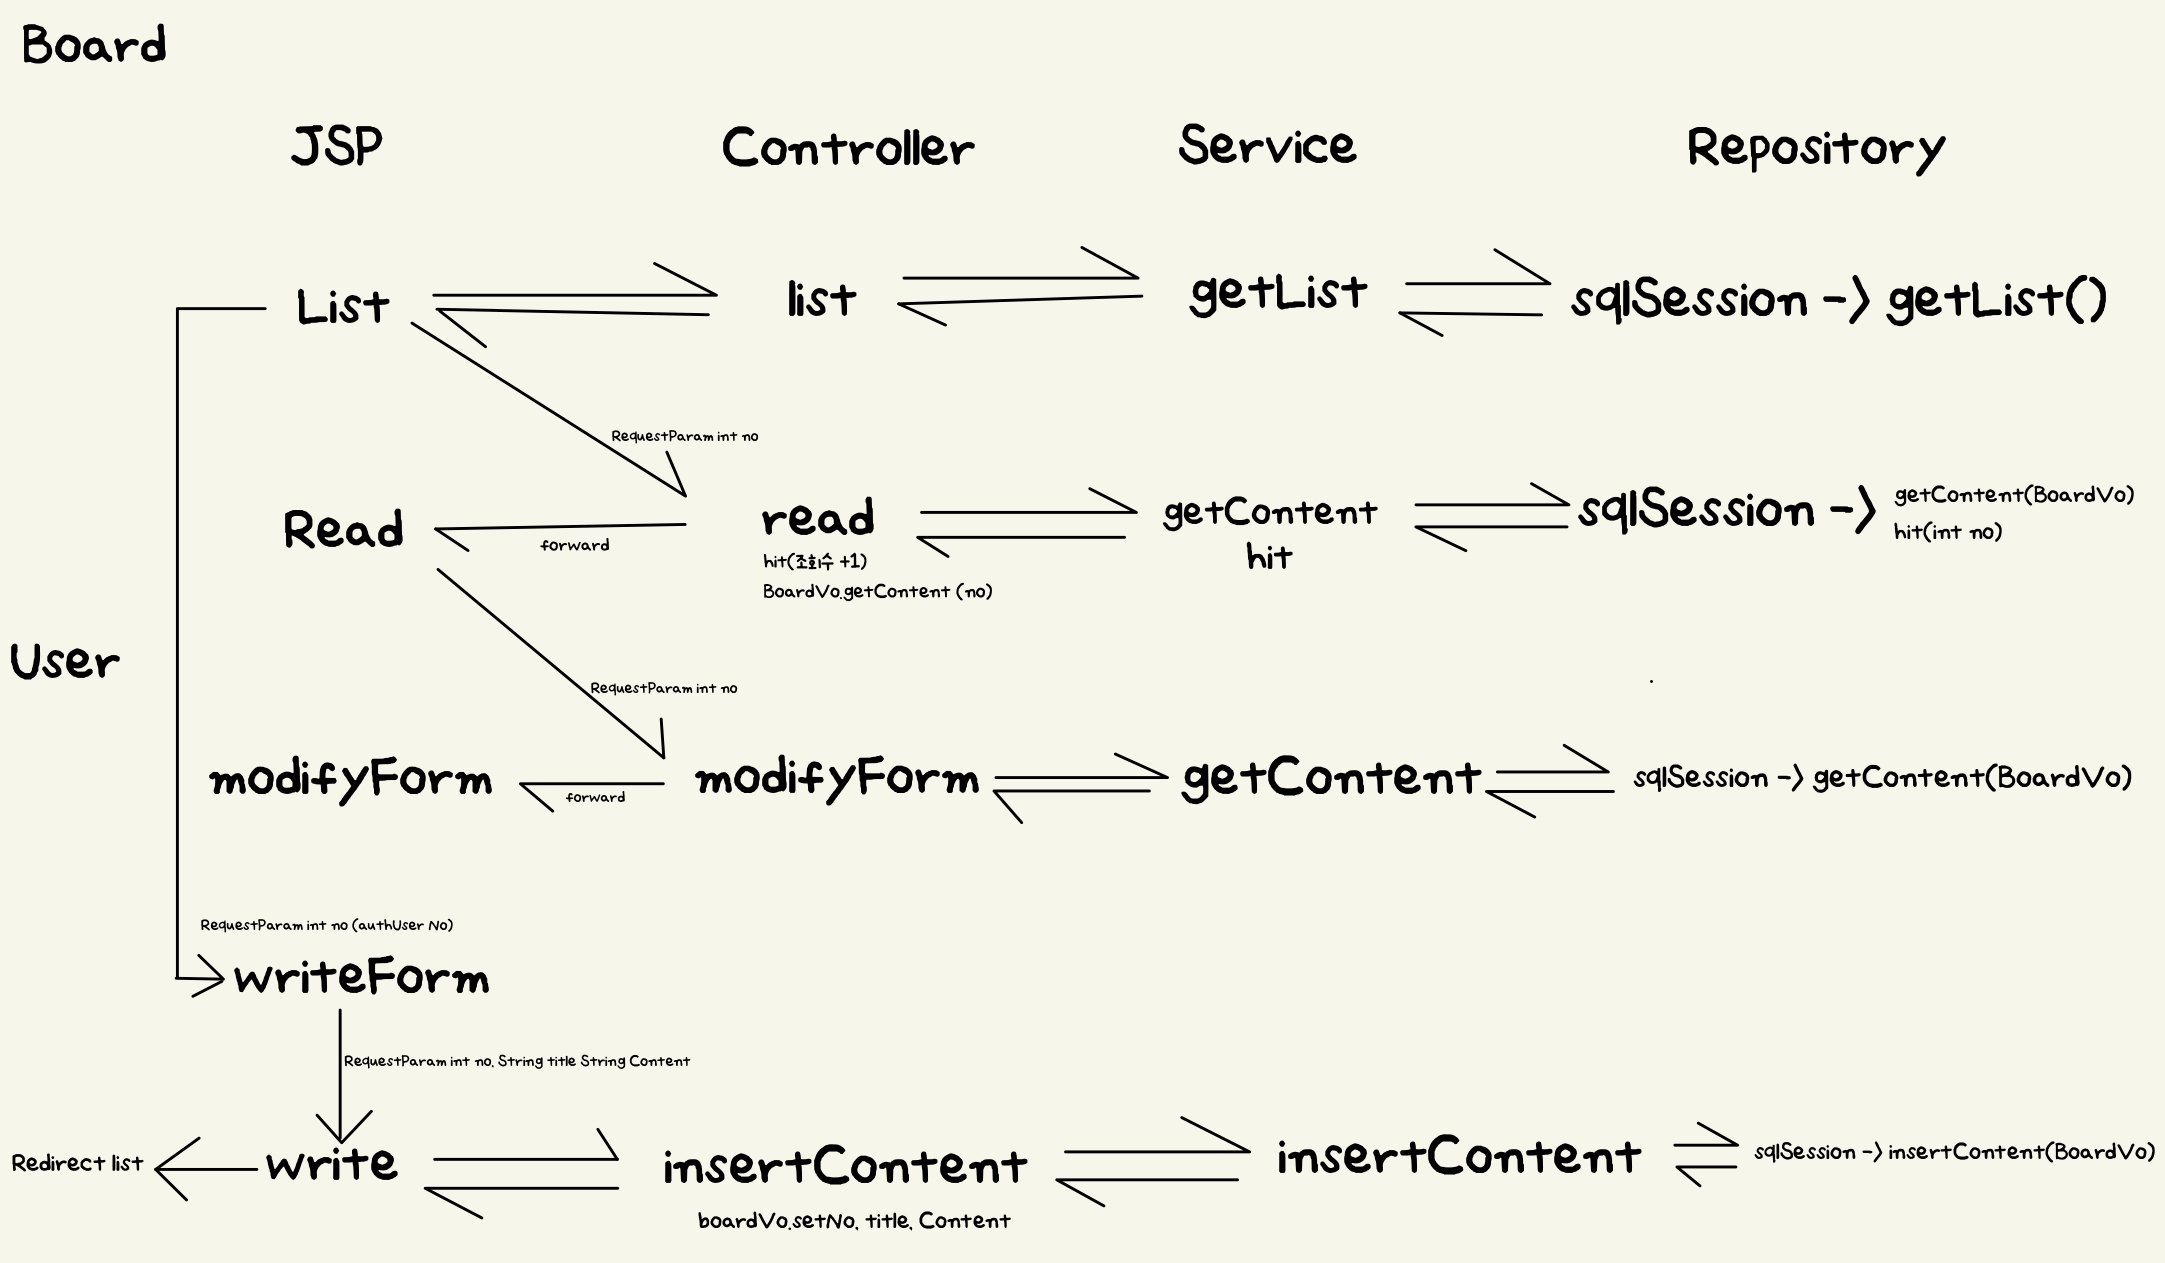 Board
JSP
Controller
Service
Repository
List
list
getList
sqlSession -> getList()
RequestParam int no
Read
forward
read
hit(조회수 +1)
BoardVo.getContent (no)
getContent
hit
sqlSession ->
getContent(BoardVo)
hit(int no)
User
RequestParam int no
modifyForm
forward
modifyForm
getContent
sqlSession -> getContent(BoardVo)
RequestParam int no (authUser No)
writeForm
RequestParam int no, String title String Content
Redirect list
write
insertContent
boardVo.setNo, title, Content
insertContent
sqlSession -> insertContent(BoardVo)